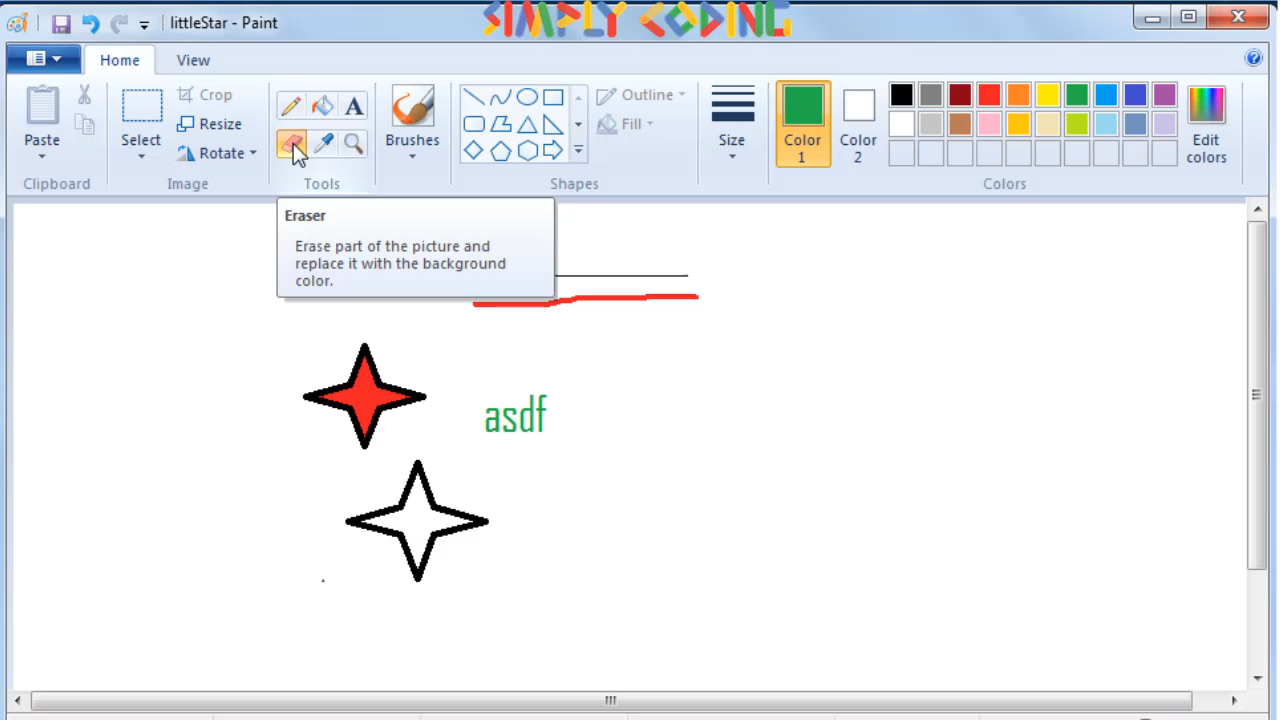 SIMPLY CODING
littleStar - Paint
Home View
Paste
Clipboard
Select
Crop
Resize
Rotate
Image
A
Tools
Brushes
Outline
Fill
Shapes
Size
Color 1
Color 2
Edit colors
Colors
Eraser
Erase part of the picture and
replace it with the background
color.
asdf